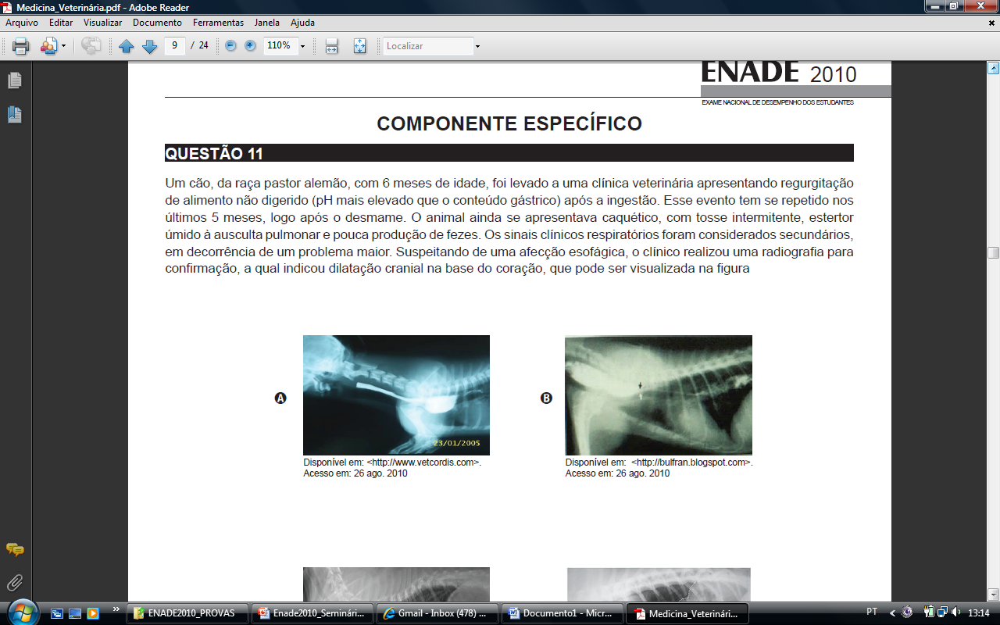 Medicina_Veterinária.pdf - Adobe Reader
Arquivo Editar Visualizar Documento Ferramentas Janela Ajuda
9 / 24 110% Localizar
ENADE 2010
EXAME NACIONAL DE DESEMPENHO DOS ESTUDANTES
COMPONENTE ESPECÍFICO
QUESTÃO 11
Um cão, da raça pastor alemão, com 6 meses de idade, foi levado a uma clínica veterinária apresentando regurgitação
de alimento não digerido (pH mais elevado que o conteúdo gástrico) após a ingestão. Esse evento tem se repetido nos
últimos 5 meses, logo após o desmame. O animal ainda se apresentava caquético, com tosse intermitente, estertor
úmido à ausculta pulmonar e pouca produção de fezes. Os sinais clínicos respiratórios foram considerados secundários,
em decorrência de um problema maior. Suspeitando de uma afecção esofágica, o clínico realizou uma radiografia para
confirmação, a qual indicou dilatação cranial na base do coração, que pode ser visualizada na figura
A
23/01/2005
Disponível em: <http://www.vetcordis.com>.
Acesso em: 26 ago. 2010
B
Disponível em: <http://bulfran.blogspot.com>.
Acesso em: 26 ago. 2010
ENADE2010_PROVAS Enade2010_Seminári... Gmail - Inbox (478) ... Documento1 - Micr... Medicina_Veterinári... PT 13:14